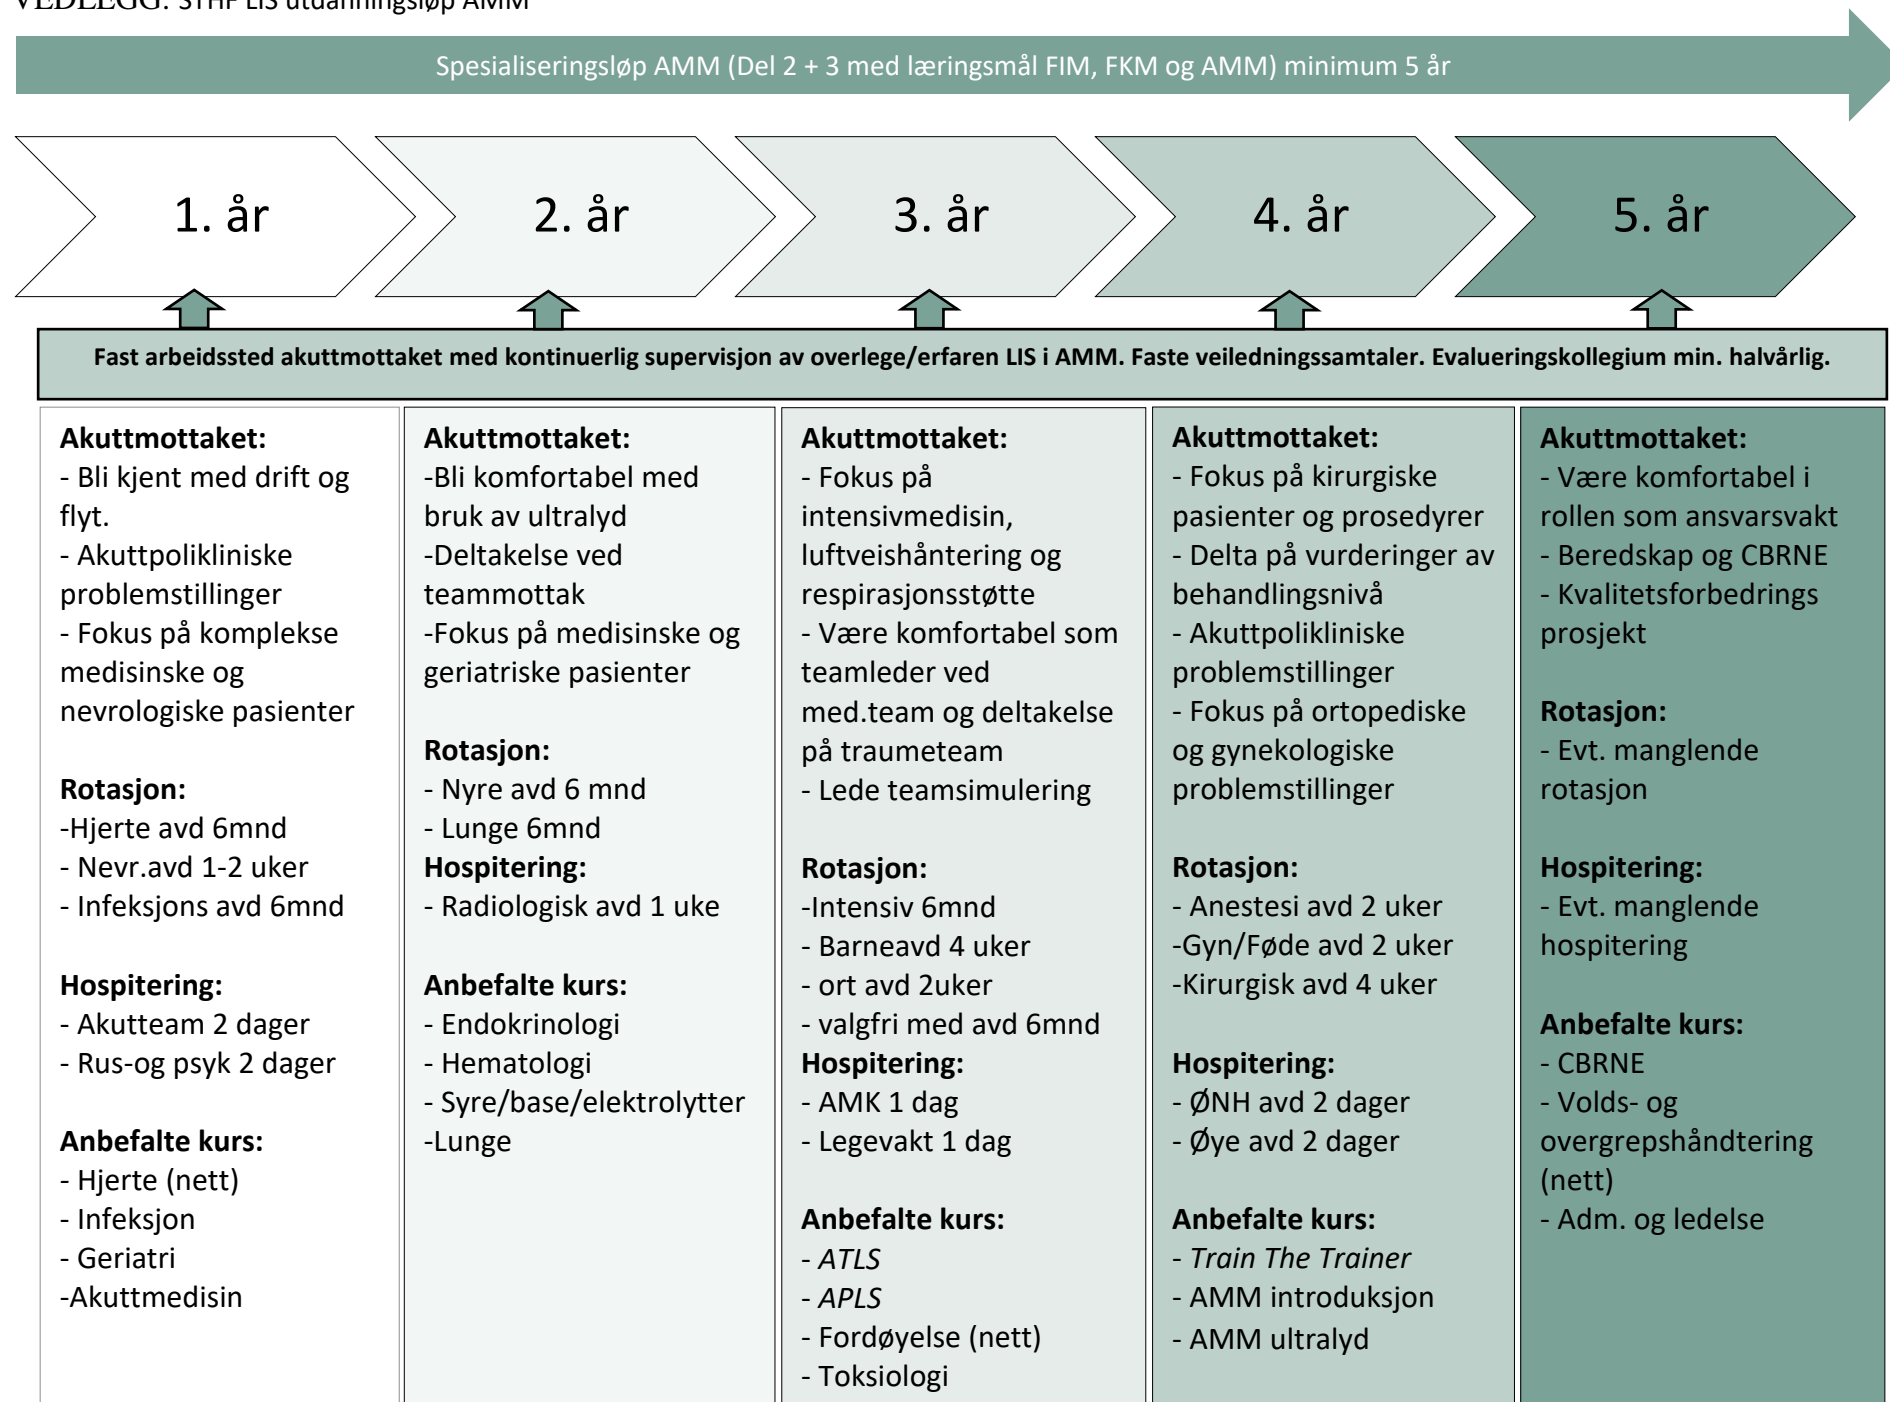 VEDLEGG: STHF LIS utdanningsløp AMM
Spesialiseringsløp AMM (Del 2 + 3 med læringsmål FIM, FKM og AMM) minimum 5 år
1. år
2. år
3. år
4. år
5. år
Fast arbeidssted akuttmottaket med kontinuerlig supervisjon av overlege/erfaren LIS i AMM. Faste veiledningssamtaler. Evalueringskollegium min. halvårlig.
Akuttmottaket:
- Bli kjent med drift og
flyt.
- Akuttpolikliniske
problemstillinger
- Fokus på komplekse
medisinske og
nevrologiske pasienter
Rotasjon:
-Hjerte avd 6mnd
- Nevr.avd 1-2 uker
- Infeksjons avd 6mnd
Hospitering:
- Akutteam 2 dager
- Rus-og psyk 2 dager
Anbefalte kurs:
- Hjerte (nett)
- Infeksjon
- Geriatri
-Akuttmedisin
Akuttmottaket:
-Bli komfortabel med
bruk av ultralyd
-Deltakelse ved
teammottak
-Fokus på medisinske og
geriatriske pasienter
Rotasjon:
- Nyre avd 6 mnd
- Lunge 6mnd
Hospitering:
- Radiologisk avd 1 uke
Anbefalte kurs:
- Endokrinologi
- Hematologi
- Syre/base/elektrolytter
-Lunge
Akuttmottaket:
- Fokus på
intensivmedisin,
luftveishåntering og
respirasjonsstøtte
- Være komfortabel som
teamleder ved
med.team og deltakelse
på traumeteam
- Lede teamsimulering
Rotasjon:
-Intensiv 6mnd
- Barneavd 4 uker
- ort avd 2uker
- valgfri med avd 6mnd
Hospitering:
- AMK 1 dag
- Legevakt 1 dag
Anbefalte kurs:
- ATLS
- APLS
- Fordøyelse (nett)
- Toksiologi
Akuttmottaket:
- Fokus på kirurgiske
pasienter og prosedyrer
- Delta på vurderinger av
behandlingsnivå
- Akuttpolikliniske
problemstillinger
- Fokus på ortopediske
og gynekologiske
problemstillinger
Rotasjon:
- Anestesi avd 2 uker
-Gyn/Føde avd 2 uker
-Kirurgisk avd 4 uker
Hospitering:
- ØNH avd 2 dager
- Øye avd 2 dager
Anbefalte kurs:
- Train The Trainer
- AMM introduksjon
- AMM ultralyd
Akuttmottaket:
- Være komfortabel i
rollen som ansvarsvakt
- Beredskap og CBRNE
- Kvalitetsforbedrings
prosjekt
Rotasjon:
- Evt. manglende
rotasjon
Hospitering:
- Evt. manglende
hospitering
Anbefalte kurs:
- CBRNE
- Volds- og
overgrepshåndtering
(nett)
- Adm. og ledelse